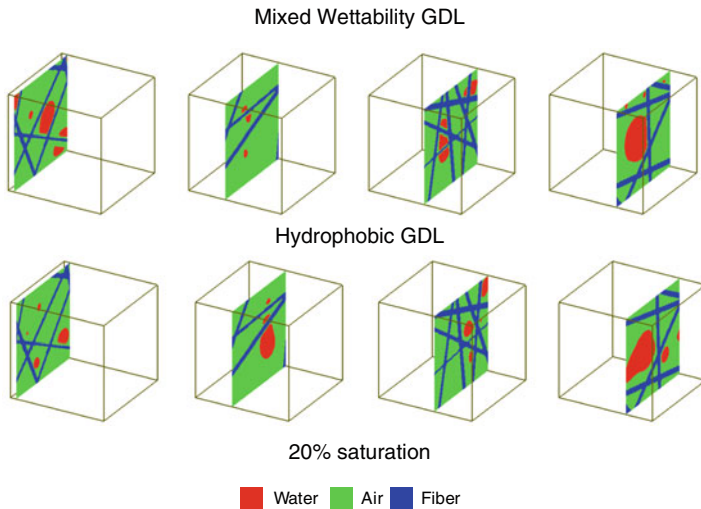 Mixed Wettability GDL
Hydrophobic GDL
20% saturation
Water Air Fiber